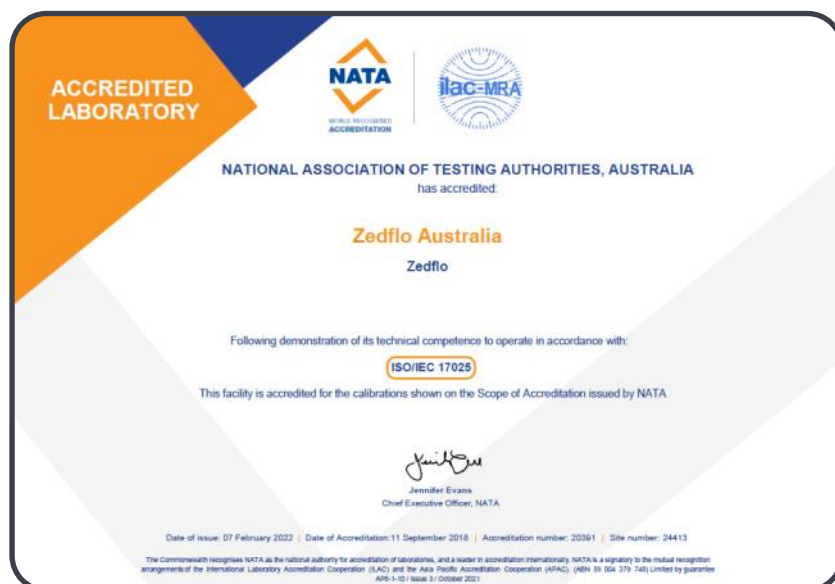 ACCREDITED
LABORATORY
NATA
WORLD RECOGNISED
ACCREDITATION
ilac-MRA
NATIONAL ASSOCIATION OF TESTING AUTHORITIES, AUSTRALIA
has accredited:
Zedflo Australia
Zedflo
Following demonstration of its technical competence to operate in accordance with:
ISO/IEC 17025
This facility is accredited for the calibrations shown on the Scope of Accreditation issued by NATA
Jennifer Evans
Chief Executive Officer, NATA
Date of issue: 07 February 2022 | Date of Accreditation:11 September 2018 | Accreditation number: 20391 | Site number: 24413
The Commonwealth recognises NATA as the national authority for accreditation of laboratories, and a leader in accreditation internationally. NATA is a signatory to the mutual recognition
arrangements of the International Laboratory Accreditation Cooperation (ILAC) and the Asia Pacific Accreditation Cooperation (APAC). (ABN 59 004 379 748) Limited by guarantee
/ Issue 3 / October 2021